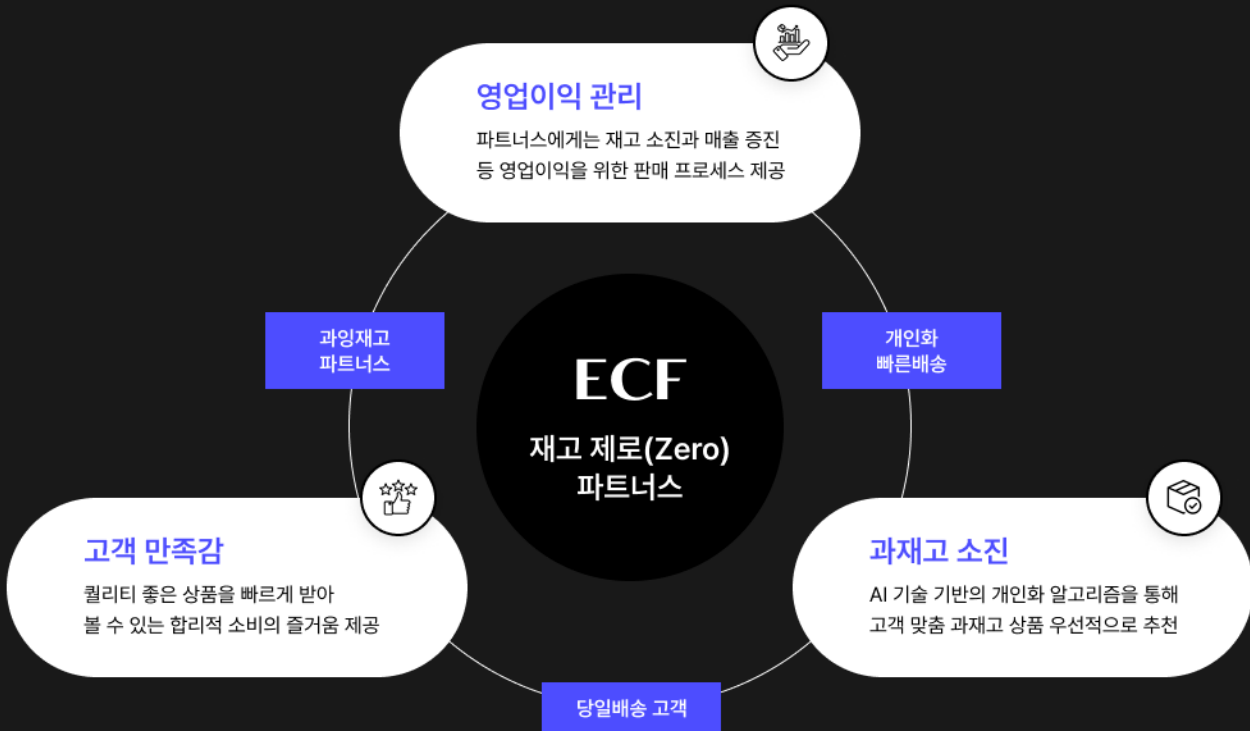 영업이익 관리
파트너스에게는 재고 소진과 매출 증진
등 영업이익을 위한 판매 프로세스 제공
과잉재고
파트너스
개인화
빠른배송
ECF
재고 제로(Zero)
파트너스
고객 만족감
퀄리티 좋은 상품을 빠르게 받아
볼 수 있는 합리적 소비의 즐거움 제공
과재고 소진
AI 기술 기반의 개인화 알고리즘을 통해
고객 맞춤 과재고 상품 우선적으로 추천
당일배송 고객